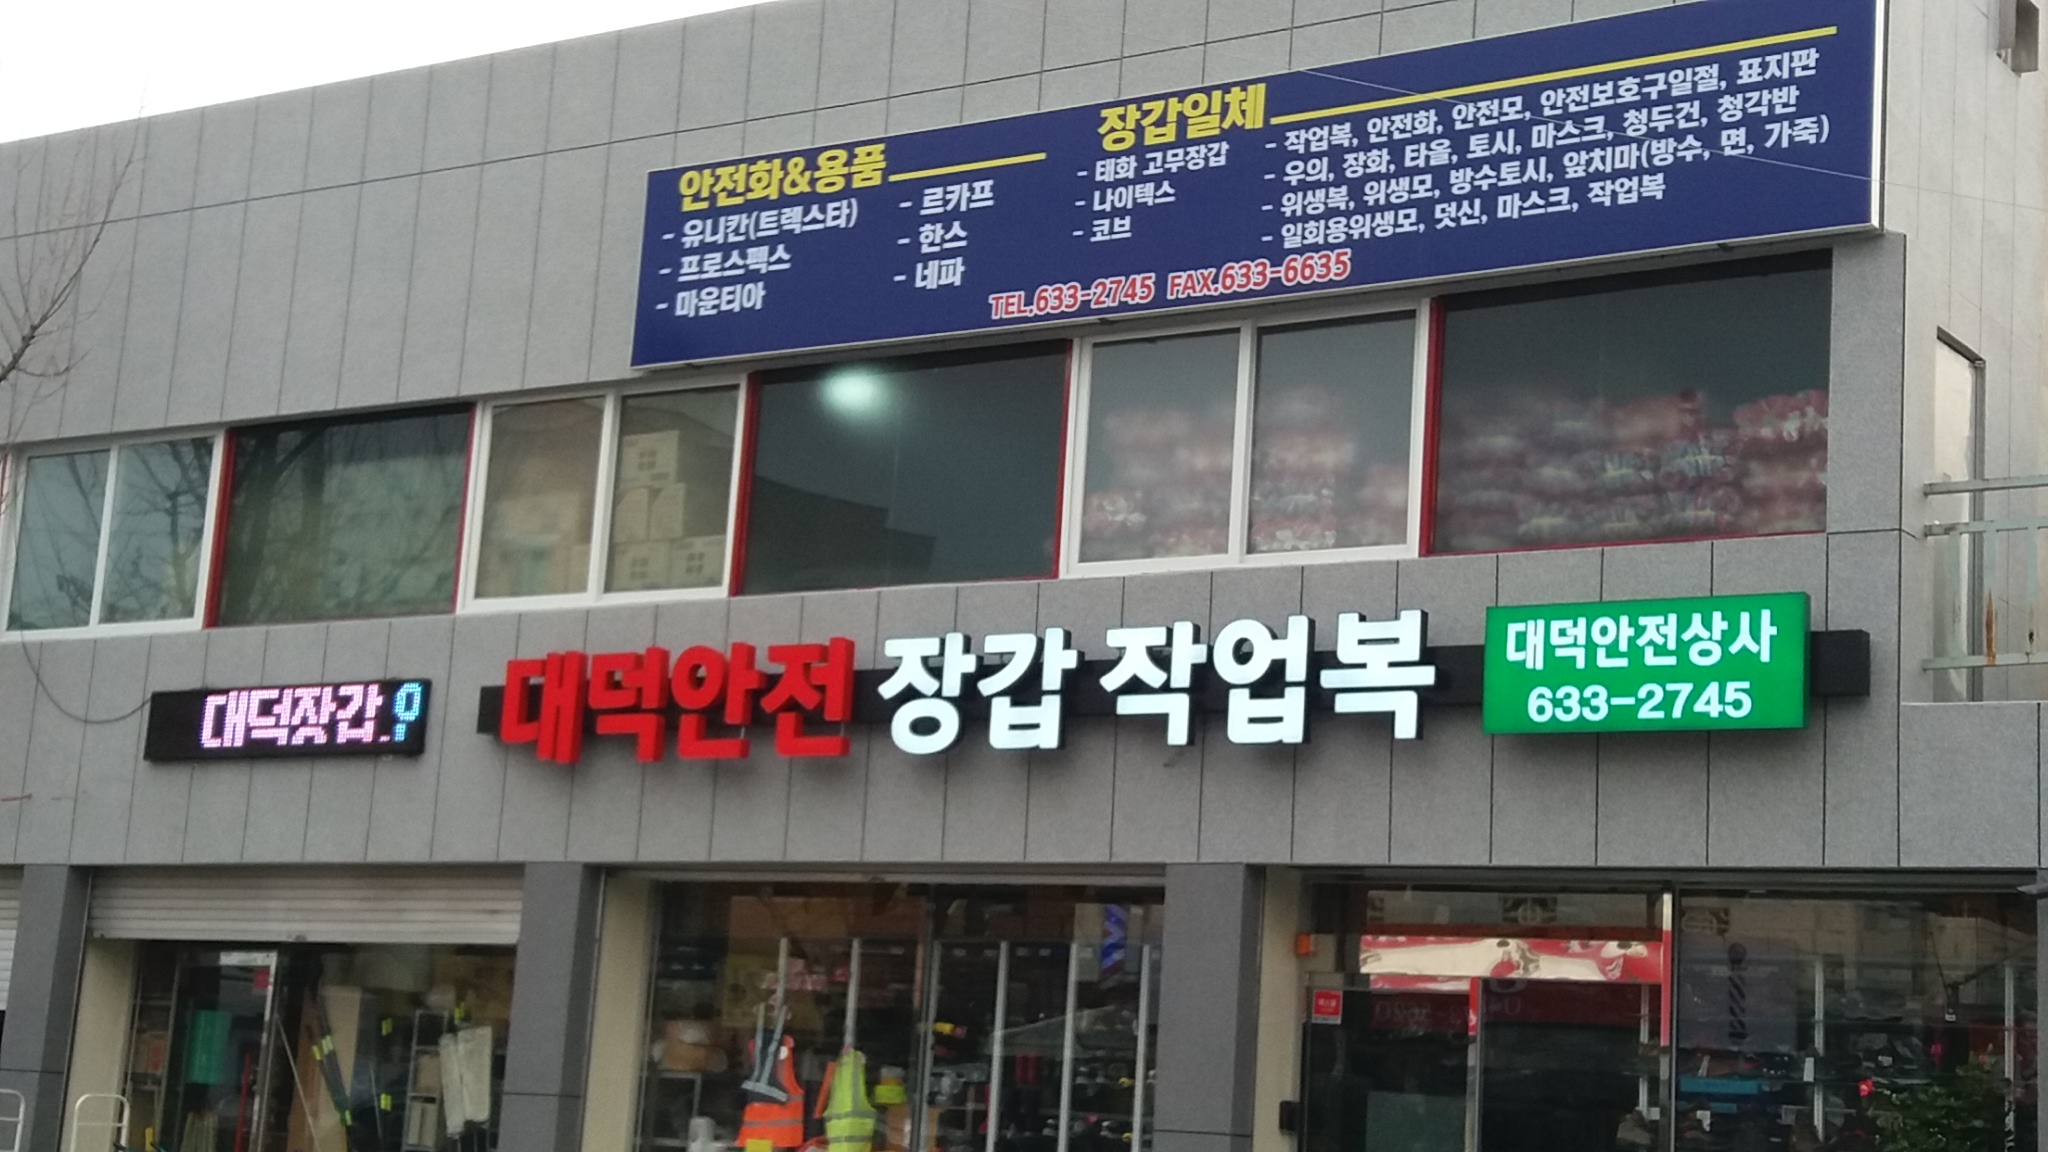 안전화&용품
- 유니칸(트렉스타)
- 프로스펙스
- 마운티아
- 르카프
- 한스
- 네파
장갑일체
- 태화 고무장갑
- 나이텍스
- 코브
- 작업복, 안전화, 안전모, 안전보호구일절, 표지판
- 우의, 장화, 타올, 토시, 마스크, 청두건, 청각반
- 위생복, 위생모, 방수토시, 앞치마(방수, 면, 가죽)
- 일회용위생모, 덧신, 마스크, 작업복
TEL.633-2745 FAX.633-6635
대덕장갑
대덕안전 장갑 작업복
대덕안전상사
633-2745